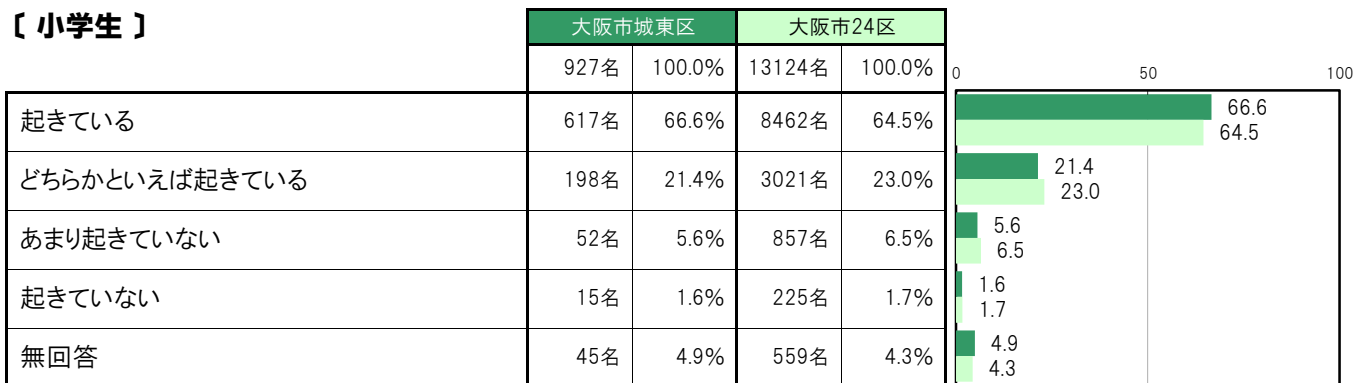 〔 小学生 〕
大阪市城東区 大阪市24区
927名 100.0% 13124名 100.0%
0 50 100
起きている 617名 66.6% 8462名 64.5%
66.6
64.5
どちらかといえば起きている 198名 21.4% 3021名 23.0%
21.4
23.0
あまり起きていない 52名 5.6% 857名 6.5%
5.6
6.5
起きていない 15名 1.6% 225名 1.7%
1.6
1.7
無回答 45名 4.9% 559名 4.3%
4.9
4.3